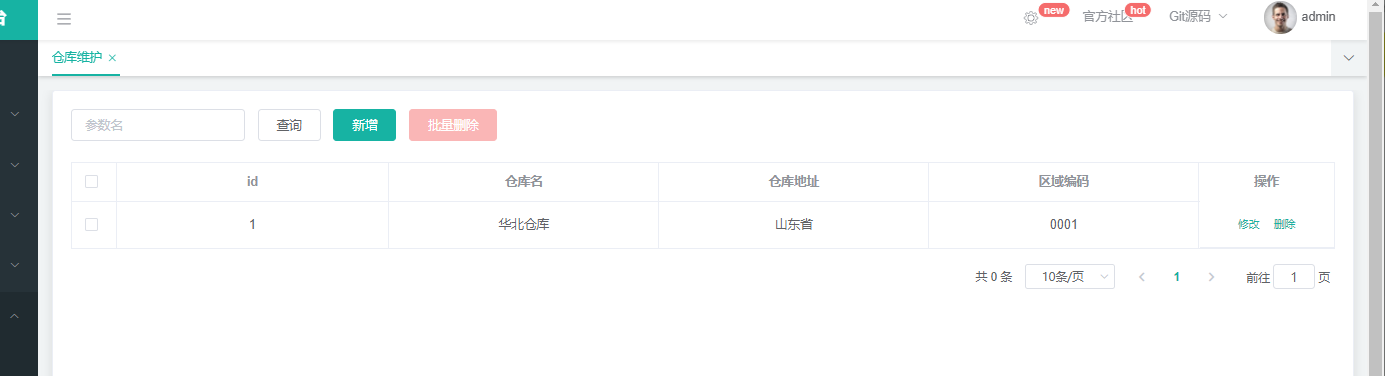 台
new
官方社区 hot
Git源码
admin
仓库维护 ×
参数名
查询
新增
批量删除
id 仓库名 仓库地址 区域编码 操作
1 华北仓库 山东省 0001 修改 删除
共 0 条 10条/页 1 前往 1 页